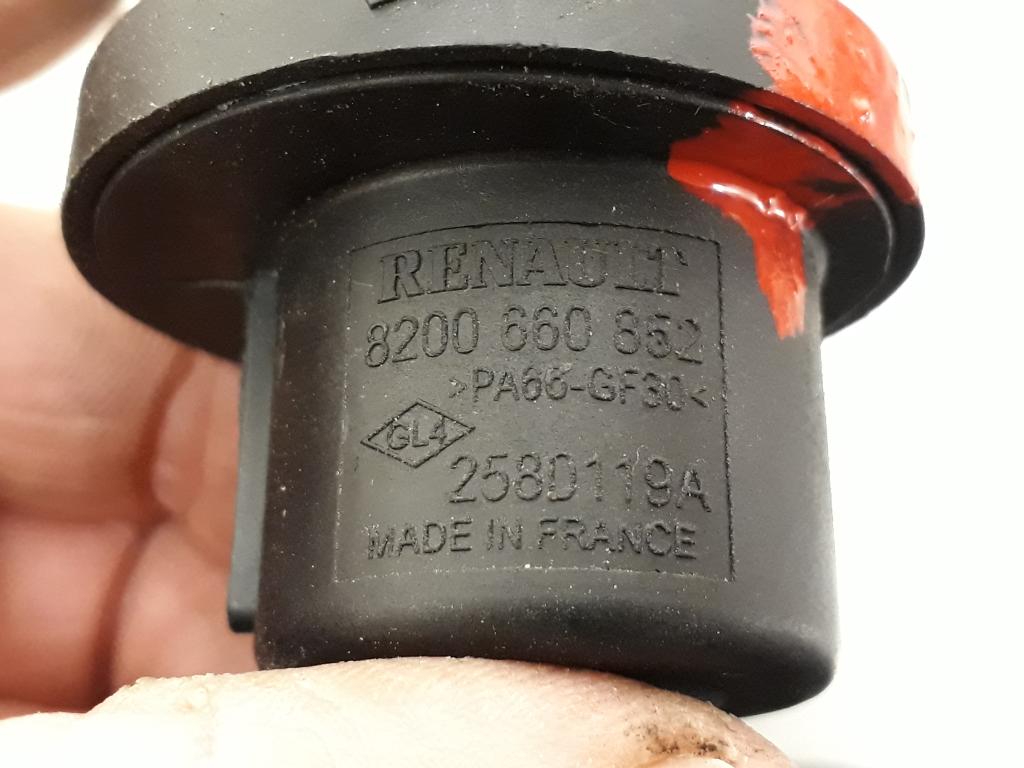 RENAULT
8200 660 852
>PA66-GF30<
GL4
258D119A
MADE IN FRANCE